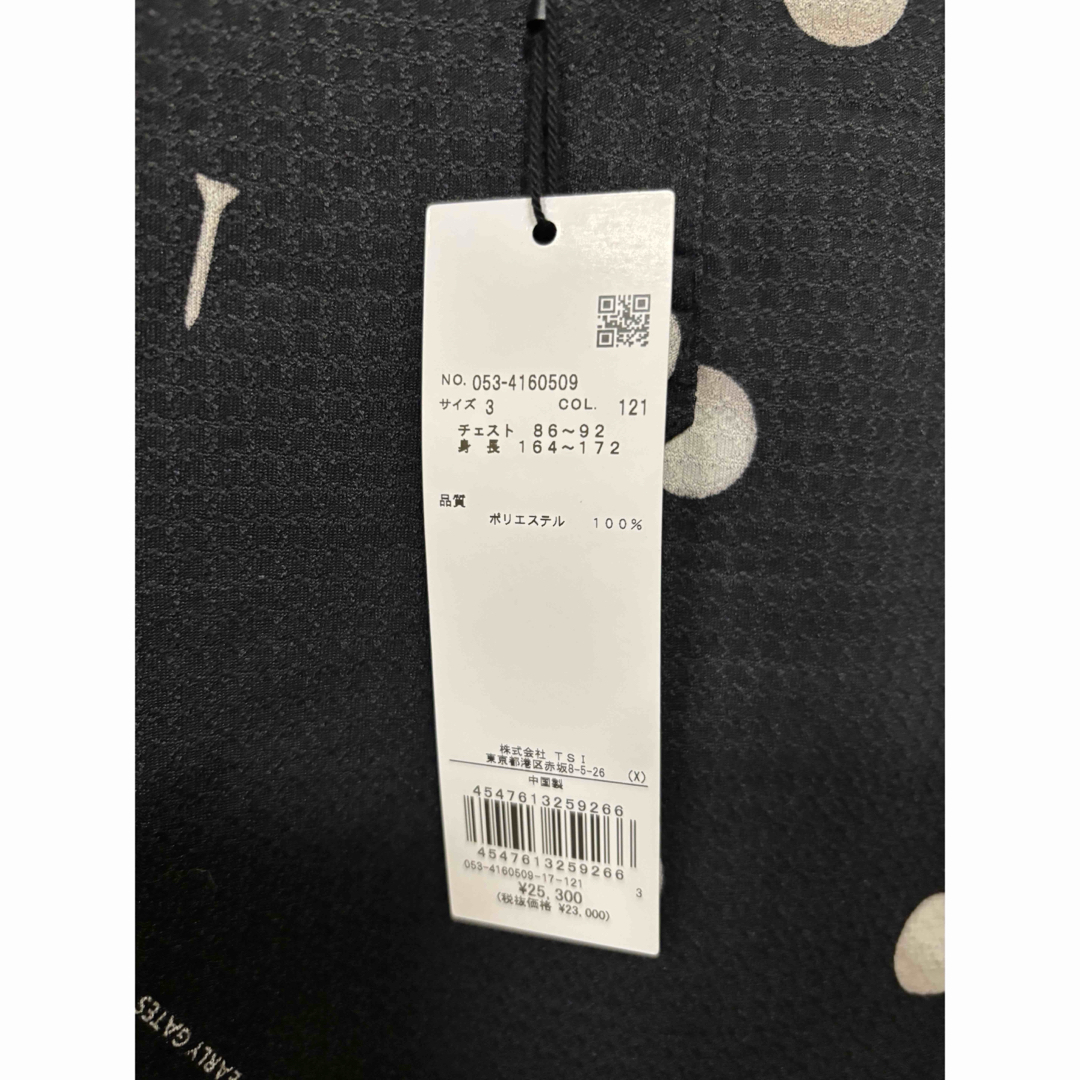 NO. 053-4160509
サイズ 3 COL. 121
チェスト 86～92
身 長 164～172
品質
ポリエステル 100%
株式会社 TSI
東京都港区赤坂8-5-26 (X)
中国製
4547613259266
4547613259266
053-4160509-17-121 3
¥25,300
(税抜価格 ¥23,000)
EARLY GATES